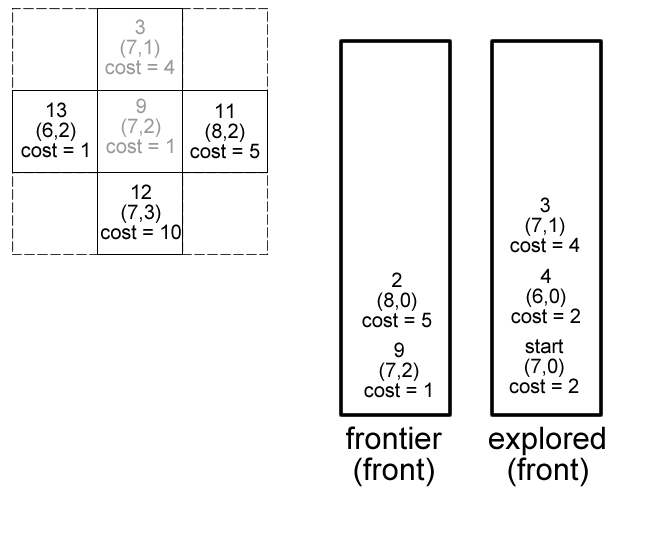 3
(7,1)
cost = 4
13
(6,2)
cost = 1
9
(7,2)
cost = 1
11
(8,2)
cost = 5
12
(7,3)
cost = 10
2
(8,0)
cost = 5
9
(7,2)
cost = 1
frontier
(front)
3
(7,1)
cost = 4
4
(6,0)
cost = 2
start
(7,0)
cost = 2
explored
(front)